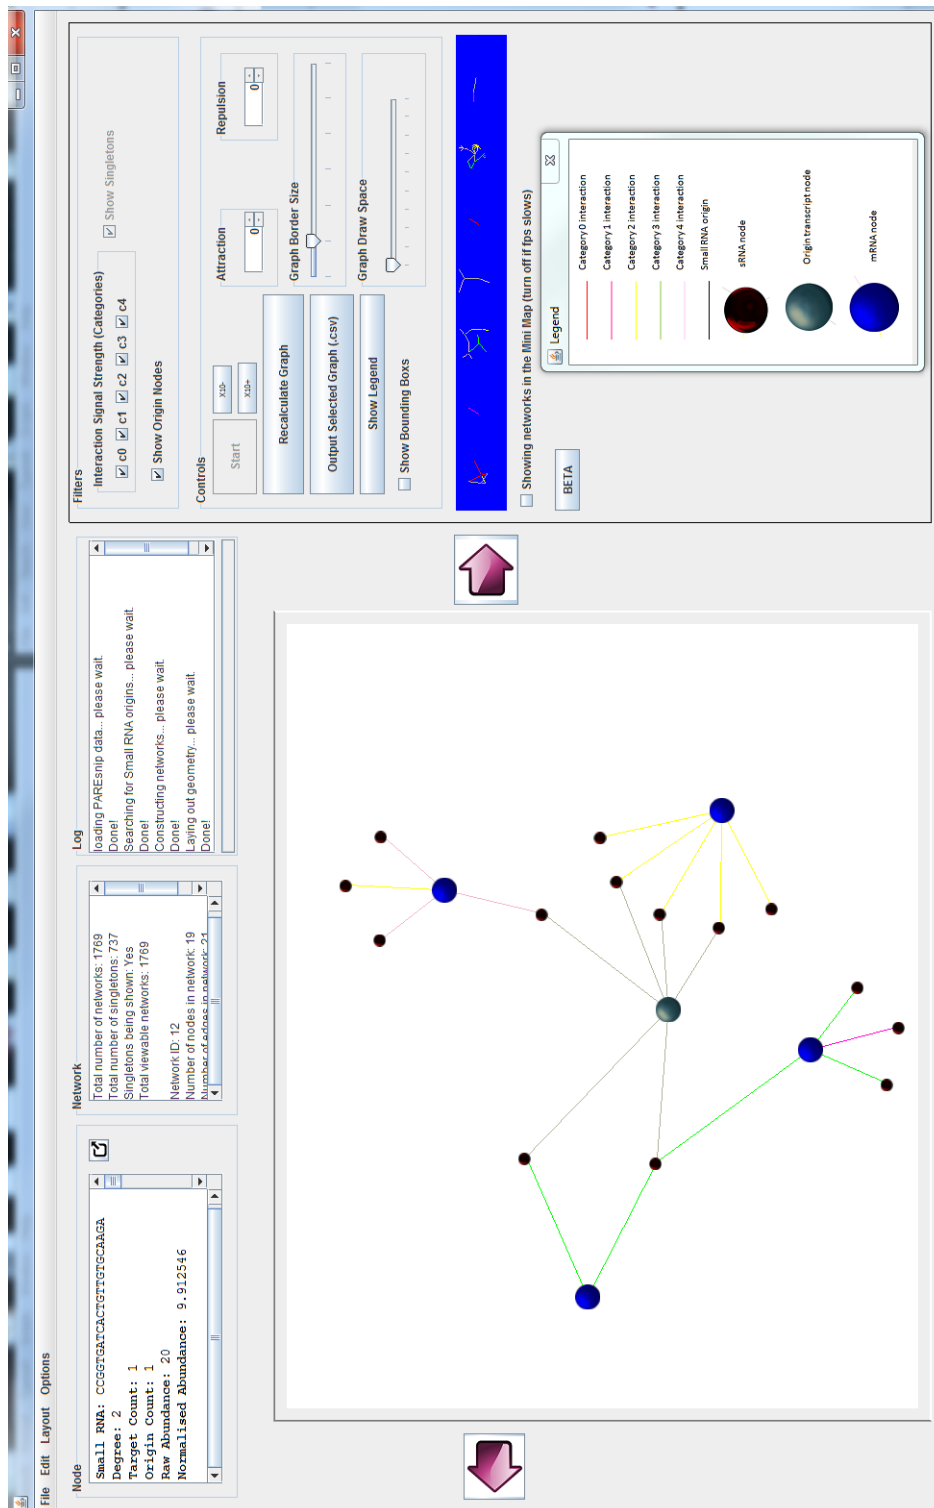 File Edit Layout Options
Node
Small RNA: CCGGTGATCACTGTTGTGCAAGA
Degree: 2
Target Count: 1
Origin Count: 1
Raw Abundance: 20
Normalised Abundance: 9.912546
Network
Total number of networks: 1769
Total number of singletons: 737
Singletons being shown: Yes
Total viewable networks: 1769
Network ID: 12
Number of nodes in network: 19
Number of edges in network: 21
Log
loading PAREsnip data... please wait.
Done!
Searching for Small RNA origins... please wait.
Done!
Constructing networks... please wait.
Done!
Laying out geometry... please wait.
Done!
Filters
Interaction Signal Strength (Categories)
c0 c1 c2 c3 c4
Show Singletons
Show Origin Nodes
Controls
Start
X10-
X10+
Attraction
0
Repulsion
0
Recalculate Graph
Graph Border Size
Output Selected Graph (.csv)
Show Legend
Graph Draw Space
Show Bounding Boxs
Showing networks in the Mini Map (turn off if fps slows)
BETA
Legend
Category 0 interaction
Category 1 interaction
Category 2 interaction
Category 3 interaction
Category 4 interaction
Small RNA origin
sRNA node
Origin transcript node
mRNA node